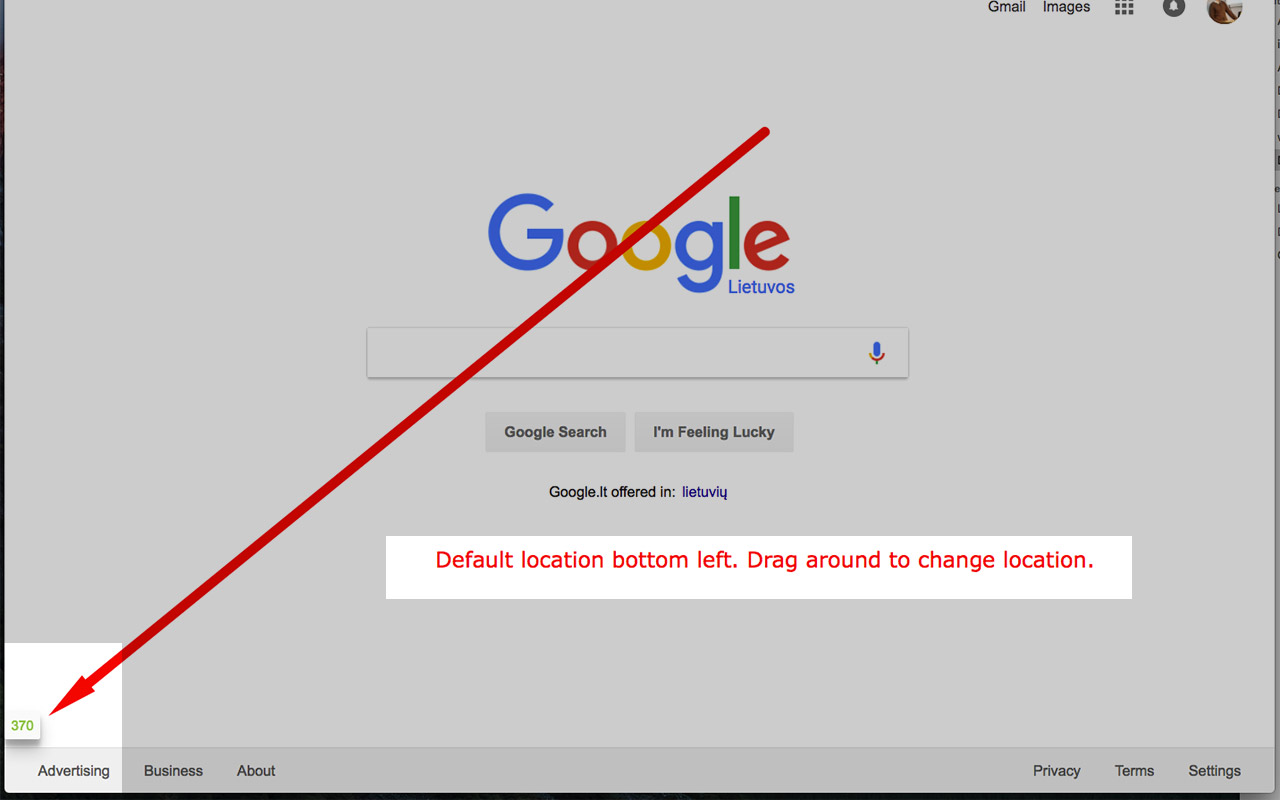 Gmail Images
Google
Lietuvos
Google Search I'm Feeling Lucky
Google.lt offered in: lietuvių
Default location bottom left. Drag around to change location.
370
Advertising Business About Privacy Terms Settings